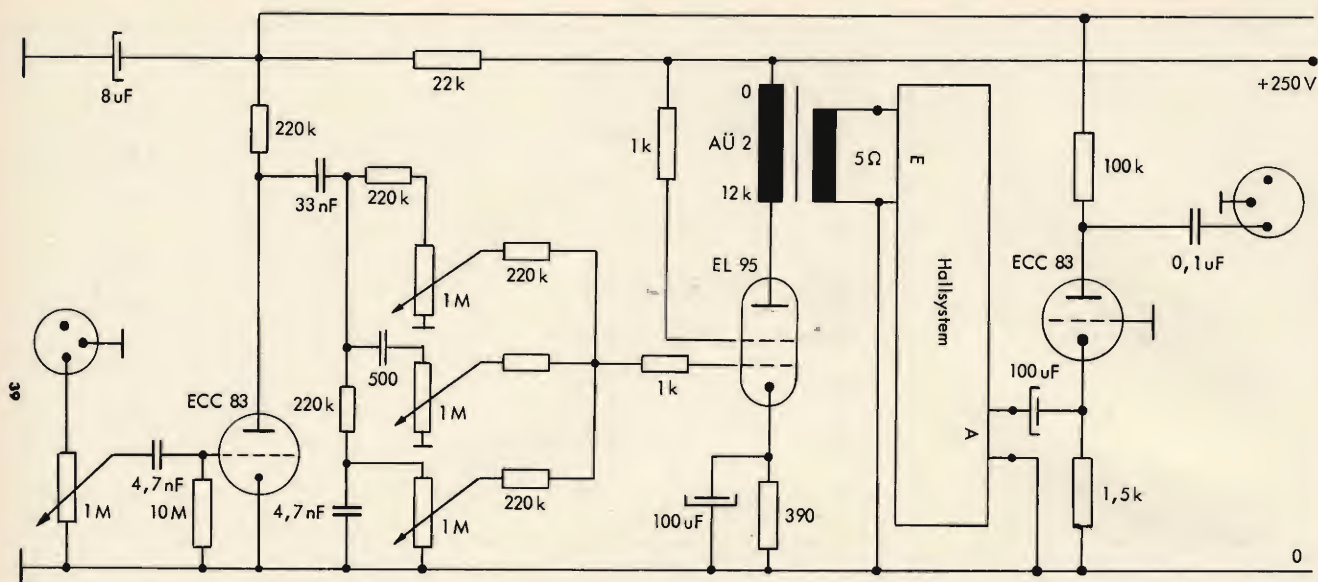 8uF
22k
+250V
220k
1k
0
AÜ 2
12k
5Ω
E
Hallsystem
A
100k
33nF
220k
1M
220k
EL 95
ECC 83
0,1uF
39
ECC 83
500
220k
1M
1k
100uF
4,7nF
1M
10M
4,7nF
1M
220k
100uF
390
1,5k
0